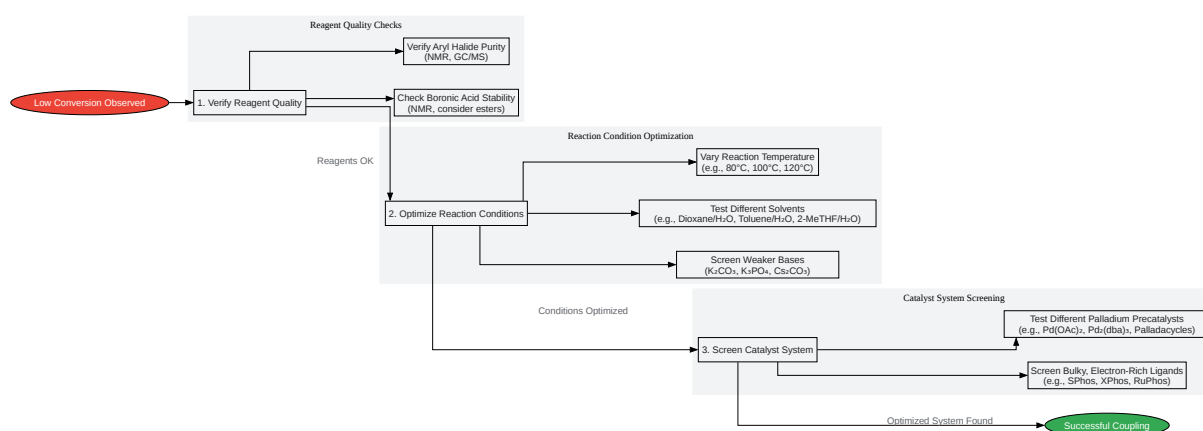 Reagent Quality Checks
Verify Aryl Halide Purity
(NMR, GC/MS)
Low Conversion Observed
1. Verify Reagent Quality
Check Boronic Acid Stability
(NMR, consider esters)
Reaction Condition Optimization
Reagents OK
Vary Reaction Temperature
(e.g., 80°C, 100°C, 120°C)
2. Optimize Reaction Conditions
Test Different Solvents
(e.g., Dioxane/H₂O, Toluene/H₂O, 2-MeTHF/H₂O)
Screen Weaker Bases
(K₂CO₃, K₃PO₄, Cs₂CO₃)
Catalyst System Screening
Conditions Optimized
Test Different Palladium Precatalysts
(e.g., Pd(OAc)₂, Pd₂(dba)₃, Palladacycles)
3. Screen Catalyst System
Screen Bulky, Electron-Rich Ligands
(e.g., SPhos, XPhos, RuPhos)
Optimized System Found
Successful Coupling